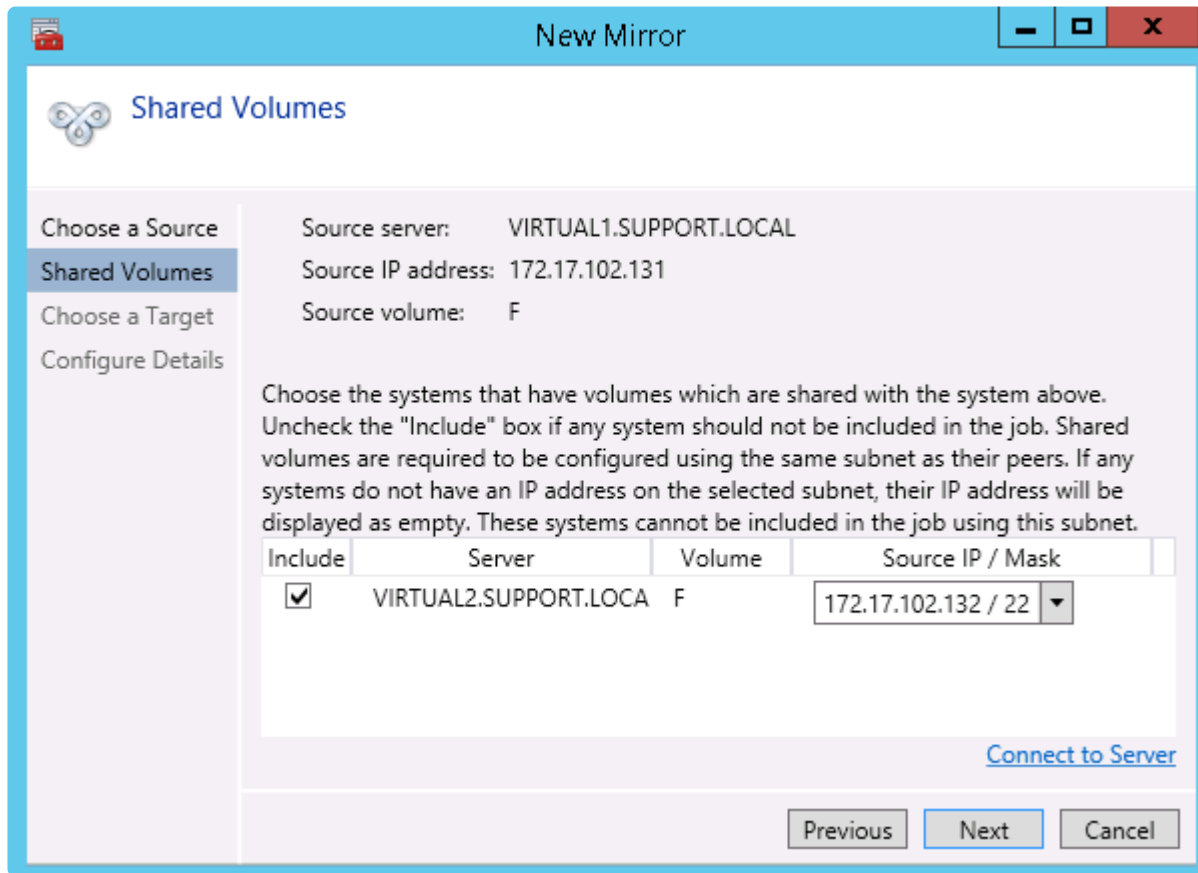 New Mirror
Shared Volumes
Choose a Source
Shared Volumes
Choose a Target
Configure Details
Source server: VIRTUAL1.SUPPORT.LOCAL
Source IP address: 172.17.102.131
Source volume: F
Choose the systems that have volumes which are shared with the system above.
Uncheck the "Include" box if any system should not be included in the job. Shared
volumes are required to be configured using the same subnet as their peers. If any
systems do not have an IP address on the selected subnet, their IP address will be
displayed as empty. These systems cannot be included in the job using this subnet.
Include Server Volume Source IP / Mask
VIRTUAL2.SUPPORT.LOCA F 172.17.102.132 / 22
Connect to Server
Previous Next Cancel